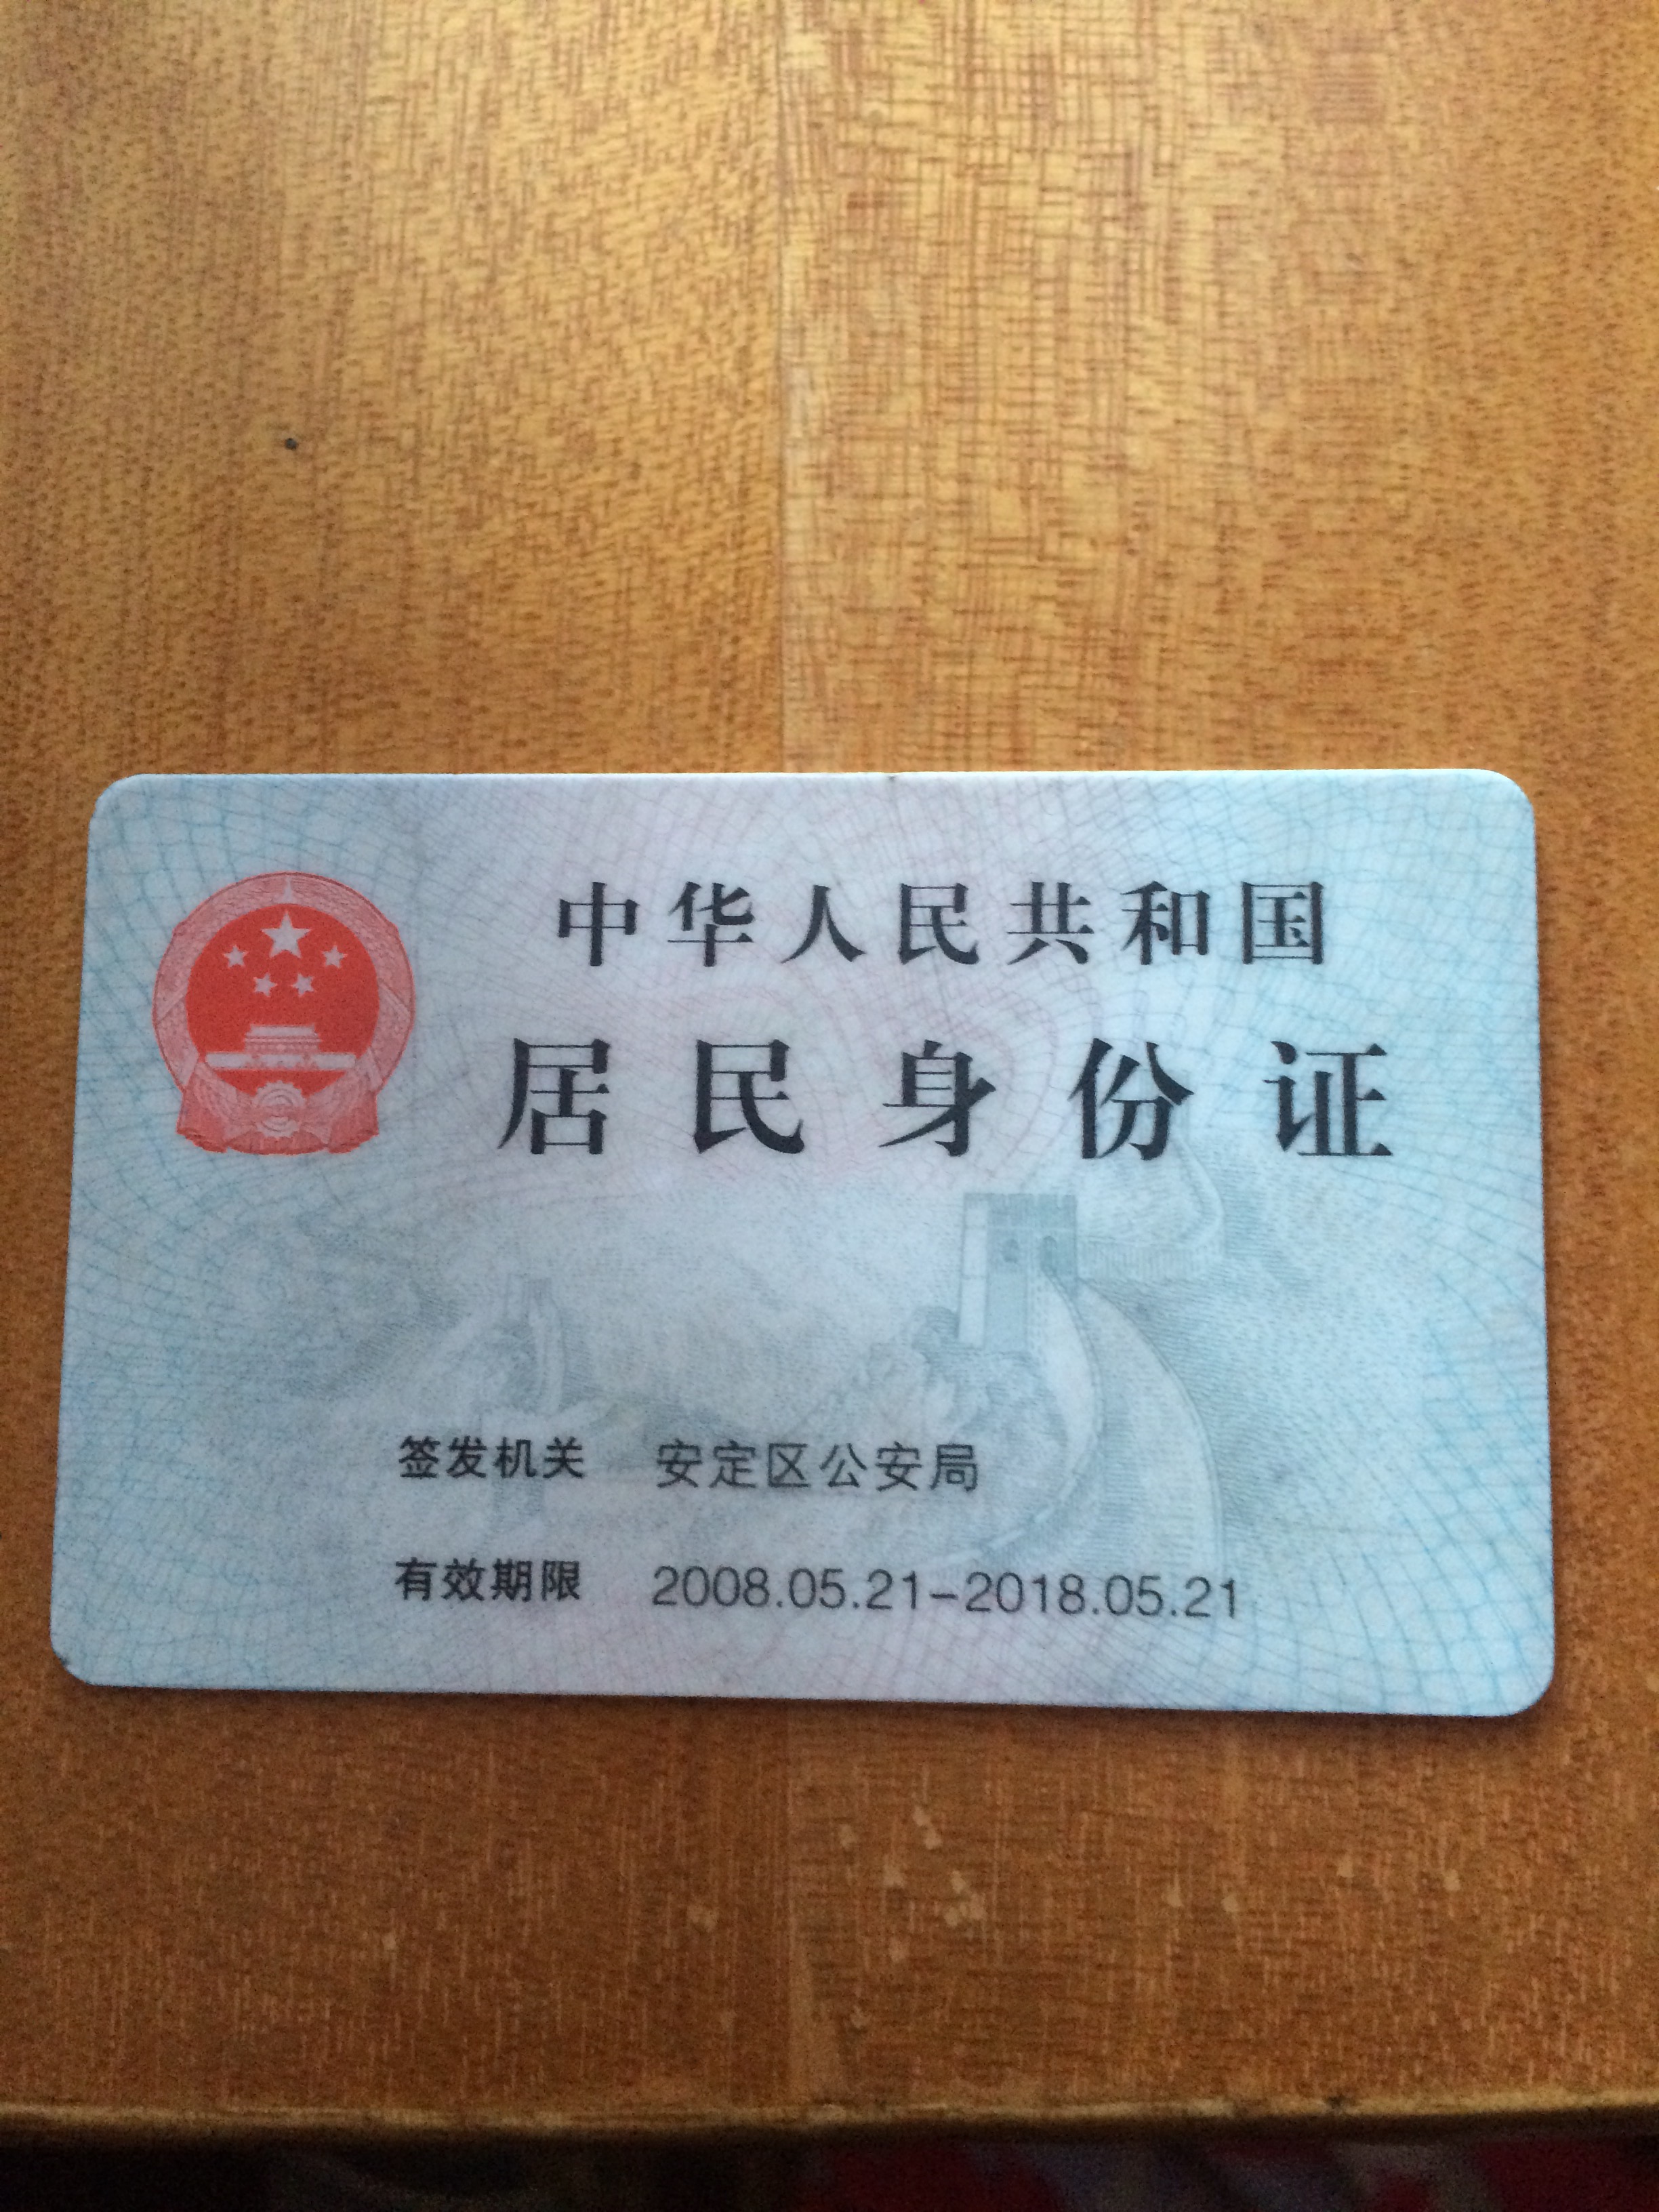 中华人民共和国
居民身份证
签发机关 安定区公安局
有效期限 2008.05.21-2018.05.21